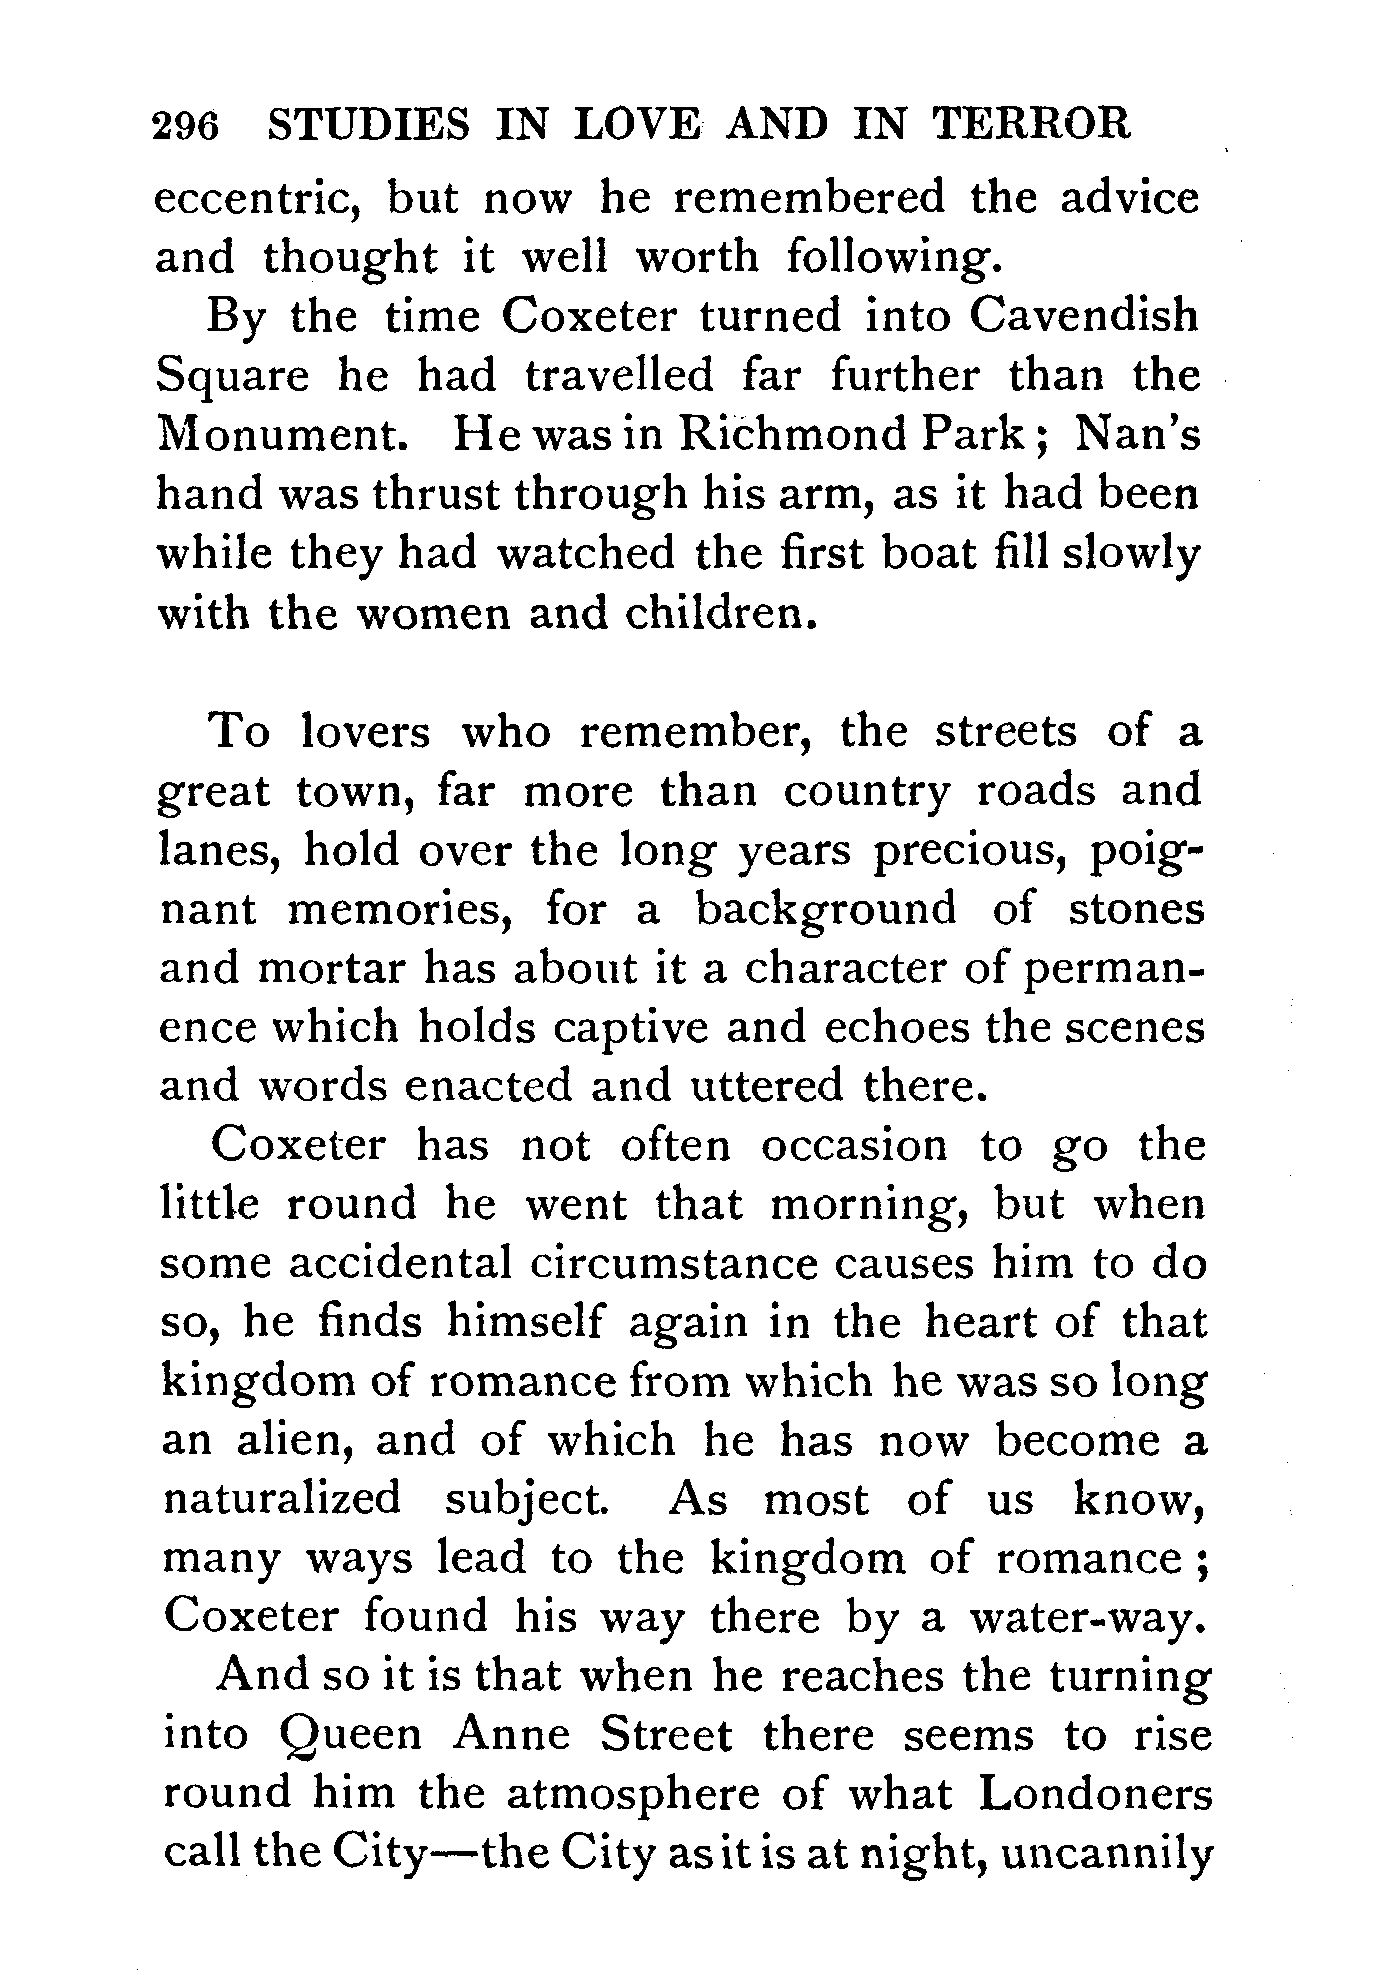 296 STUDIES IN LOVE AND IN TERROR
eccentric, but now he remembered the advice
and thought it well worth following.
By the time Coxeter turned into Cavendish
Square he had travelled far further than the
Monument. He was in Richmond Park ; Nan's
hand was thrust through his arm, as it had been
while they had watched the first boat fill slowly
with the women and children.
To lovers who remember, the streets of a
great town, far more than country roads and
lanes, hold over the long years precious, poig-
nant memories, for a background of stones
and mortar has about it a character of perman-
ence which holds captive and echoes the scenes
and words enacted and uttered there.
Coxeter has not often occasion to go the
little round he went that morning, but when
some accidental circumstance causes him to do
so, he finds himself again in the heart of that
kingdom of romance from which he was so long
an alien, and of which he has now become a
naturalized subject. As most of us know,
many ways lead to the kingdom of romance ;
Coxeter found his way there by a water-way.
And so it is that when he reaches the turning
into Queen Anne Street there seems to rise
round him the atmosphere of what Londoners
call the City—the City as it is at night, uncannily